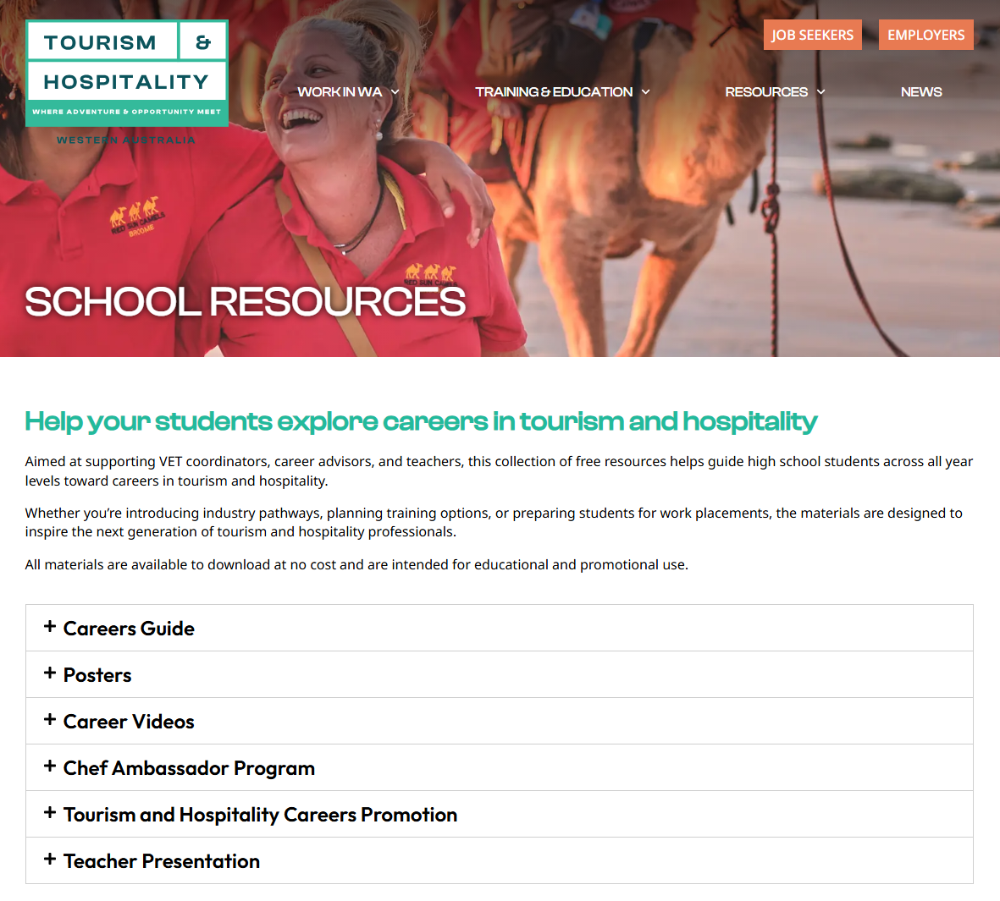 TOURISM &
HOSPITALITY
WHERE ADVENTURE & OPPORTUNITY MEET
WESTERN AUSTRALIA
JOB SEEKERS
EMPLOYERS
WORK IN WA
TRAINING & EDUCATION
RESOURCES
NEWS
RED SUN CAMELS
BROOME
RED SUN CAMELS
SCHOOL RESOURCES
Help your students explore careers in tourism and hospitality
Aimed at supporting VET coordinators, career advisors, and teachers, this collection of free resources helps guide high school students across all year
levels toward careers in tourism and hospitality.
Whether you’re introducing industry pathways, planning training options, or preparing students for work placements, the materials are designed to
inspire the next generation of tourism and hospitality professionals.
All materials are available to download at no cost and are intended for educational and promotional use.
+ Careers Guide
+ Posters
+ Career Videos
+ Chef Ambassador Program
+ Tourism and Hospitality Careers Promotion
+ Teacher Presentation